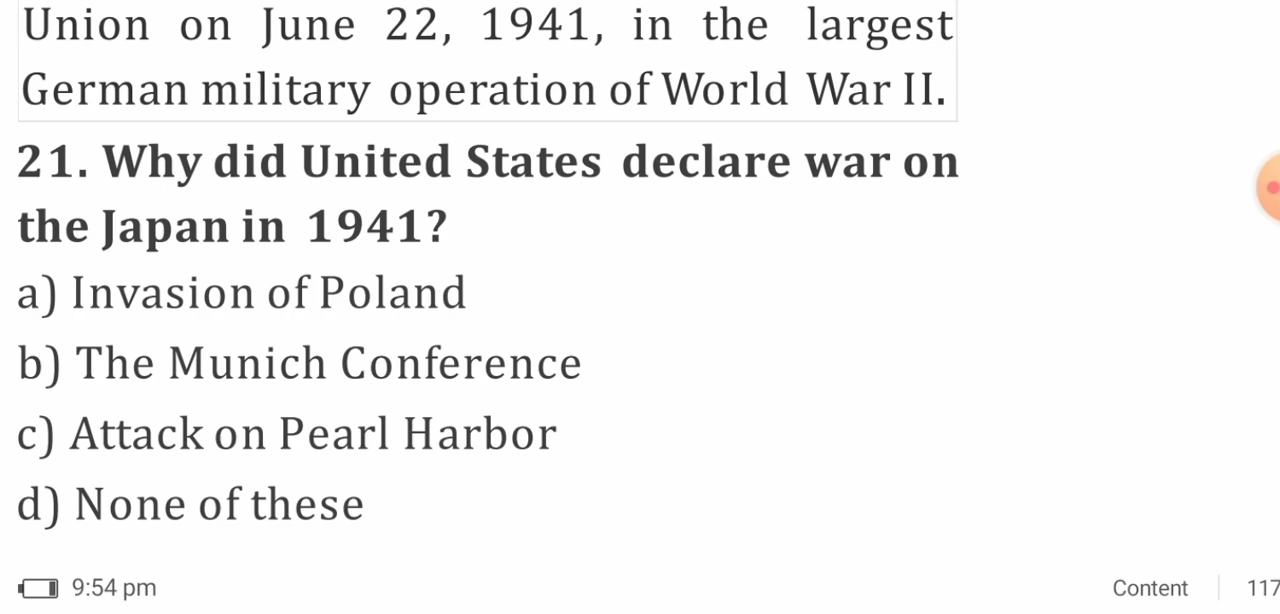 Union on June 22, 1941, in the largest
German military operation of World War II.
21. Why did United States declare war on
the Japan in 1941?
a) Invasion of Poland
b) The Munich Conference
c) Attack on Pearl Harbor
d) None of these
9:54 pm Content 117